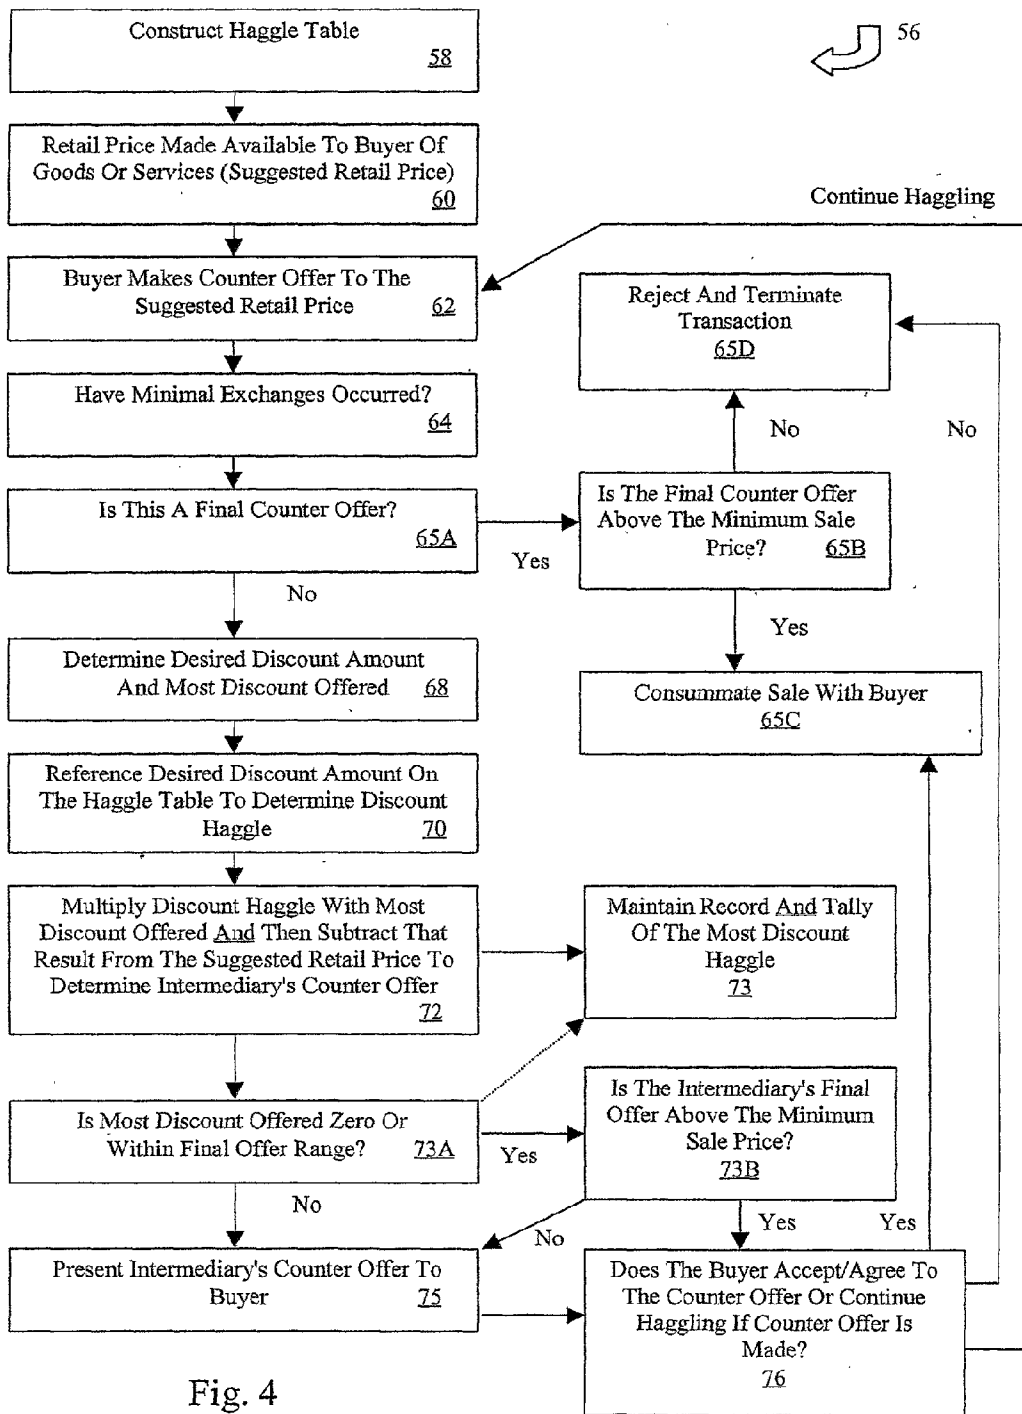 Construct Haggle Table
58
56
Retail Price Made Available To Buyer Of
Goods Or Services (Suggested Retail Price)
60
Continue Haggling
Buyer Makes Counter Offer To The
Suggested Retail Price 62
Reject And Terminate
Transaction
65D
Have Minimal Exchanges Occurred?
64
No
No
Is This A Final Counter Offer?
65A
Yes
Is The Final Counter Offer
Above The Minimum Sale
Price? 65B
No
Yes
Determine Desired Discount Amount
And Most Discount Offered 68
Consummate Sale With Buyer
65C
Reference Desired Discount Amount On
The Haggle Table To Determine Discount
Haggle 70
Multiply Discount Haggle With Most
Discount Offered And Then Subtract That
Result From The Suggested Retail Price To
Determine Intermediary's Counter Offer
72
Maintain Record And Tally
Of The Most Discount
Haggle
73
Is Most Discount Offered Zero Or
Within Final Offer Range? 73A
Yes
Is The Intermediary's Final
Offer Above The Minimum
Sale Price?
73B
No
No
Yes
Yes
Present Intermediary's Counter Offer To
Buyer 75
Does The Buyer Accept/Agree To
The Counter Offer Or Continue
Haggling If Counter Offer Is
Made?
76
Fig. 4